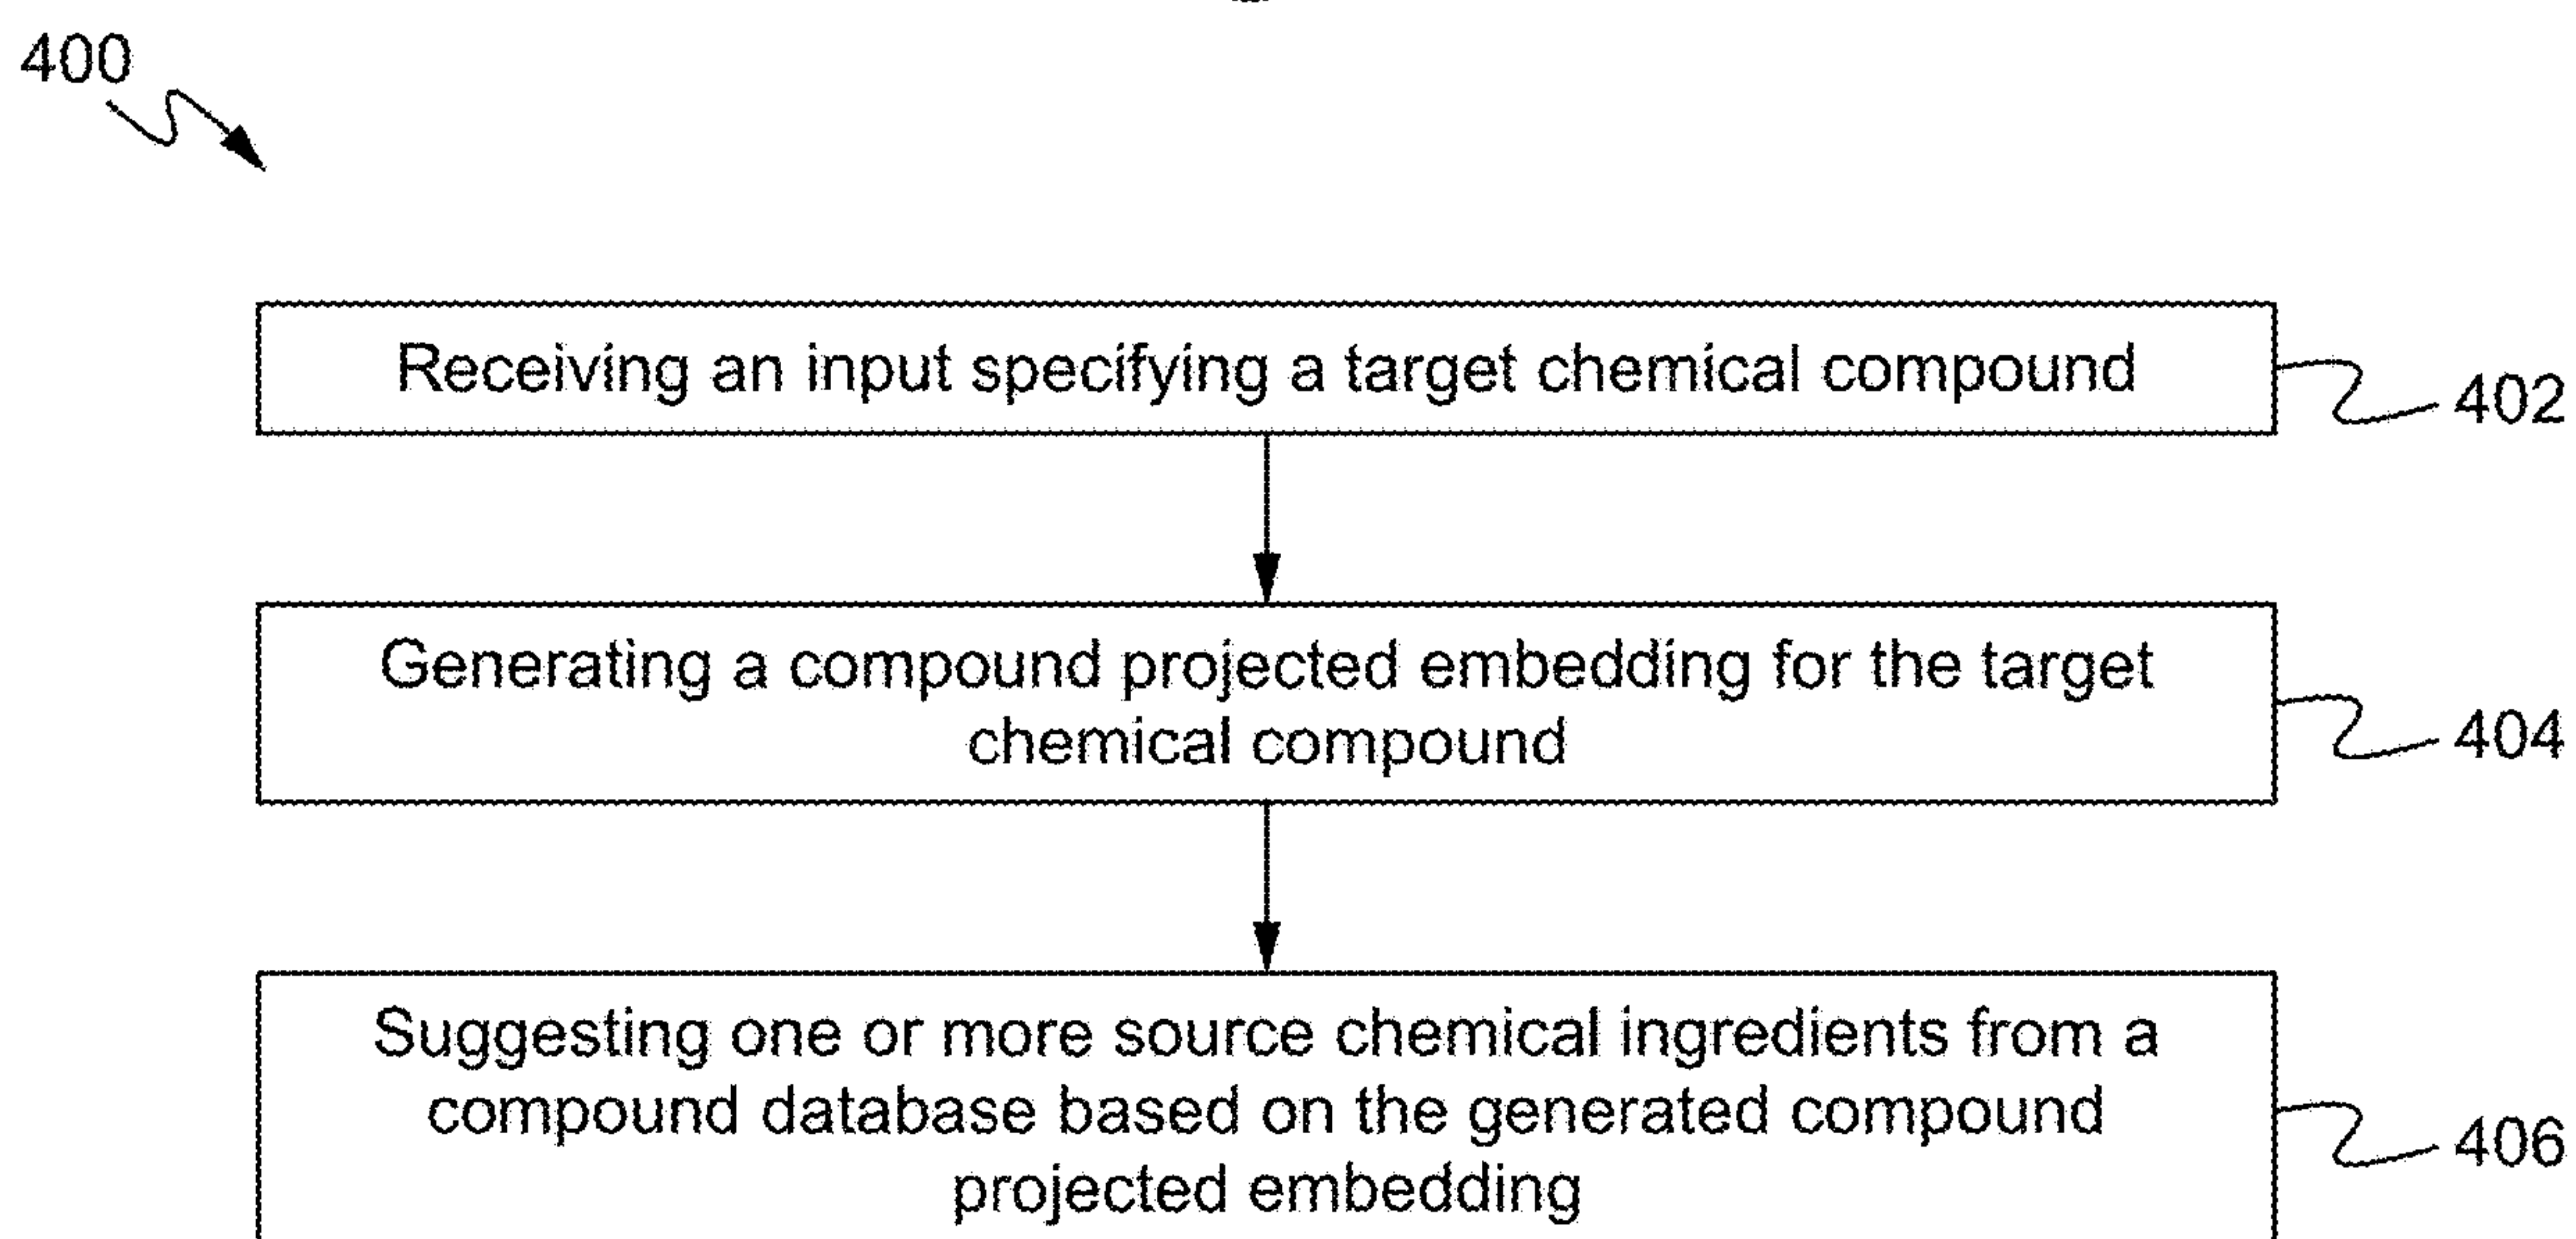 400
Receiving an input specifying a target chemical compound
402
Generating a compound projected embedding for the target
chemical compound
404
Suggesting one or more source chemical ingredients from a
compound database based on the generated compound
projected embedding
406